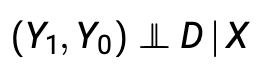 (Y₁, Y₀) ⫫ D | X